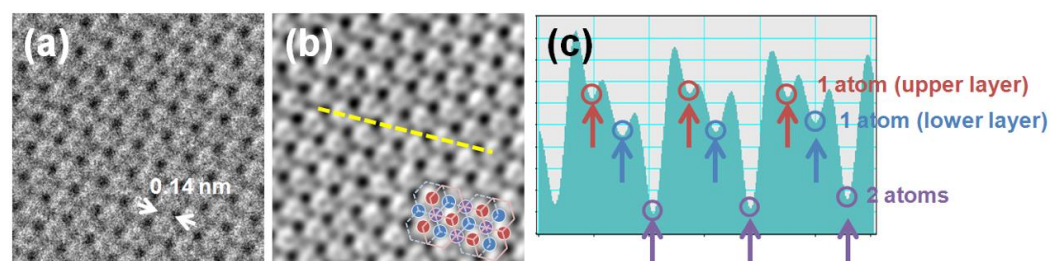 (a)
0.14 nm
(b)
(c)
1 atom (upper layer)
1 atom (lower layer)
2 atoms